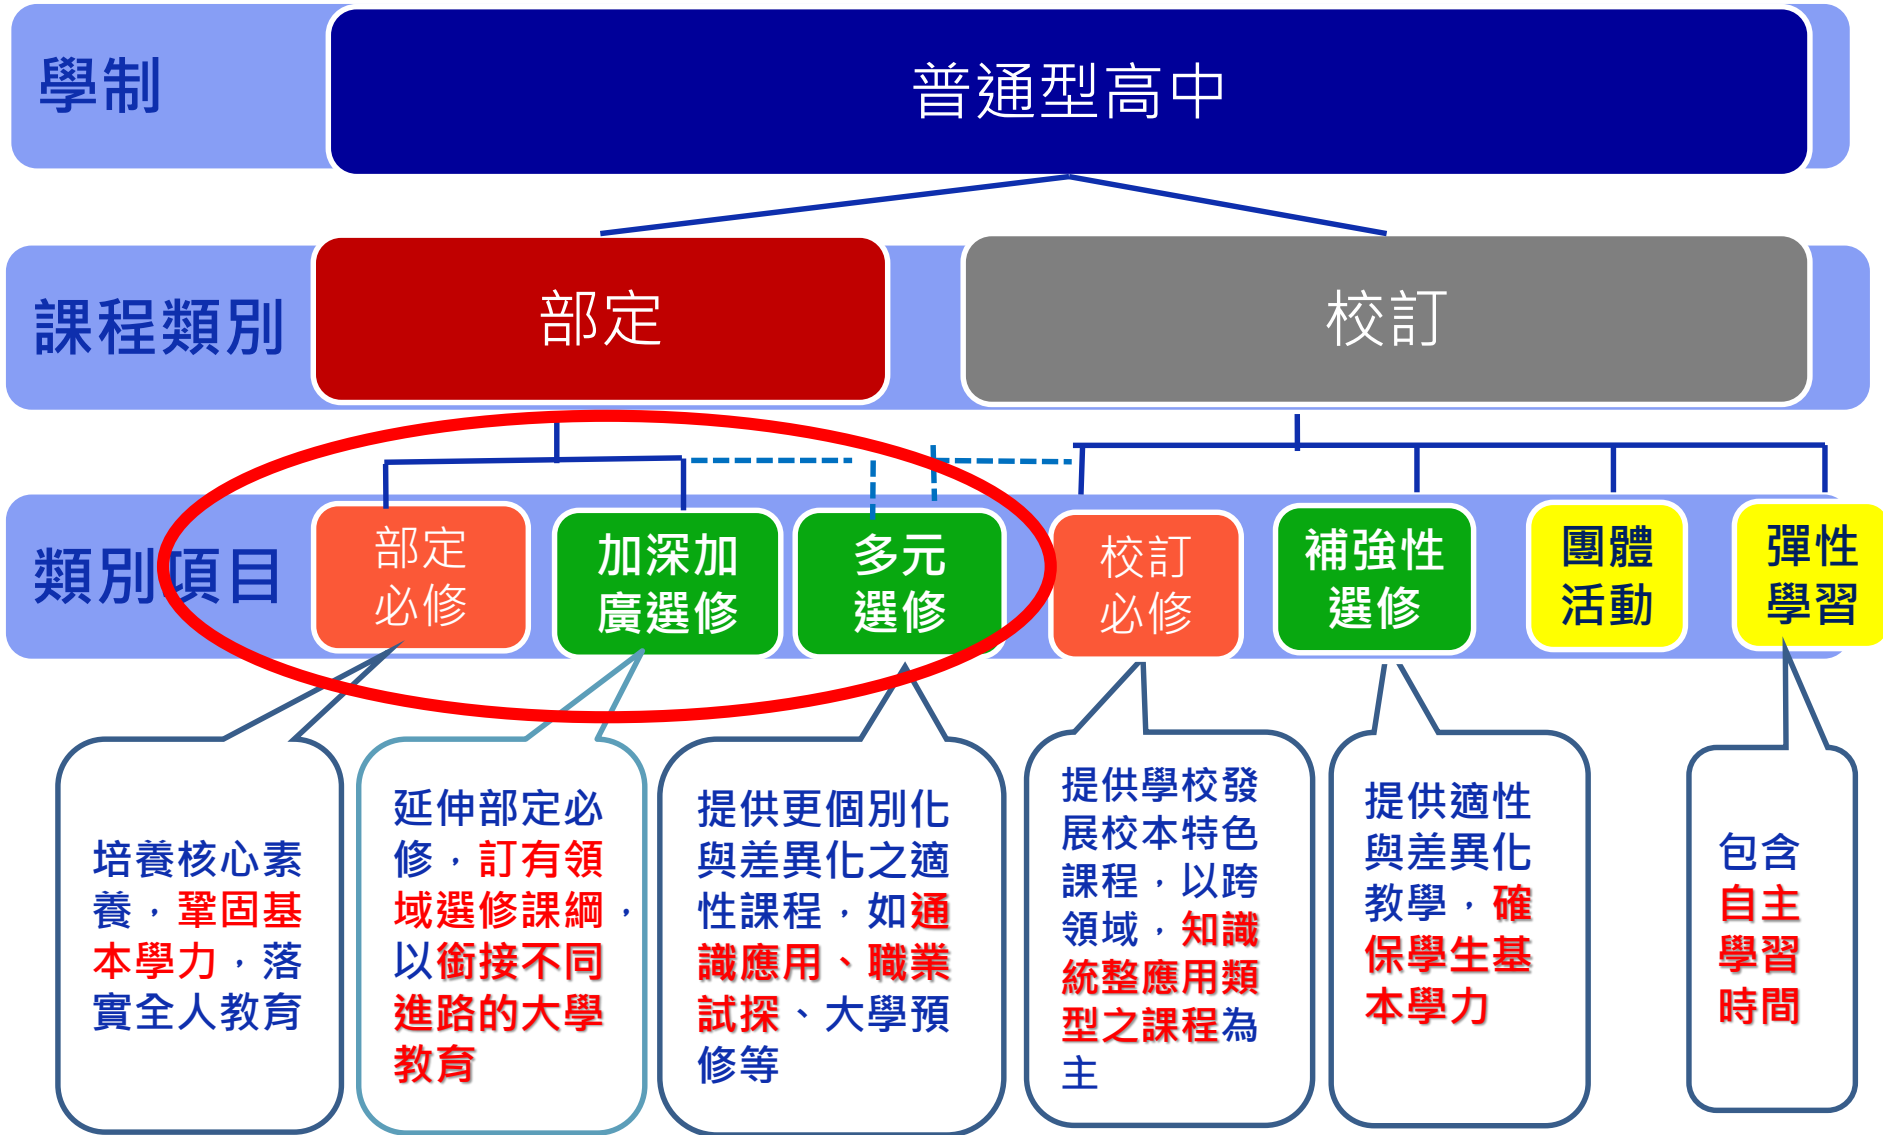 學制
普通型高中
課程類別
部定
校訂
類別項目
部定
必修
加深加
廣選修
多元
選修
校訂
必修
補強性
選修
團體
活動
彈性
學習
培養核心素
養，鞏固基
本學力，落
實全人教育
延伸部定必
修，訂有領
域選修課綱，
以銜接不同
進路的大學
教育
提供更個別化
與差異化之適
性課程，如通
識應用、職業
試探、大學預
修等
提供學校發
展校本特色
課程，以跨
領域，知識
統整應用類
型之課程為
主
提供適性
與差異化
教學，確
保學生基
本學力
包含
自主
學習
時間